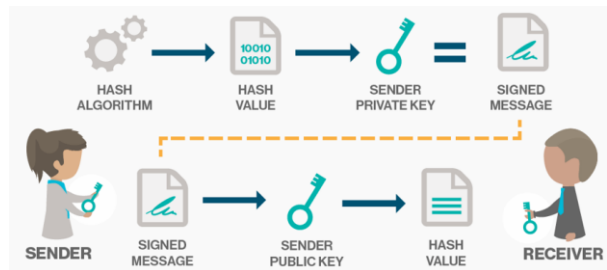 10010
01010
HASH
ALGORITHM
HASH
VALUE
SENDER
PRIVATE KEY
SIGNED
MESSAGE
SENDER
SIGNED
MESSAGE
SENDER
PUBLIC KEY
HASH
VALUE
RECEIVER